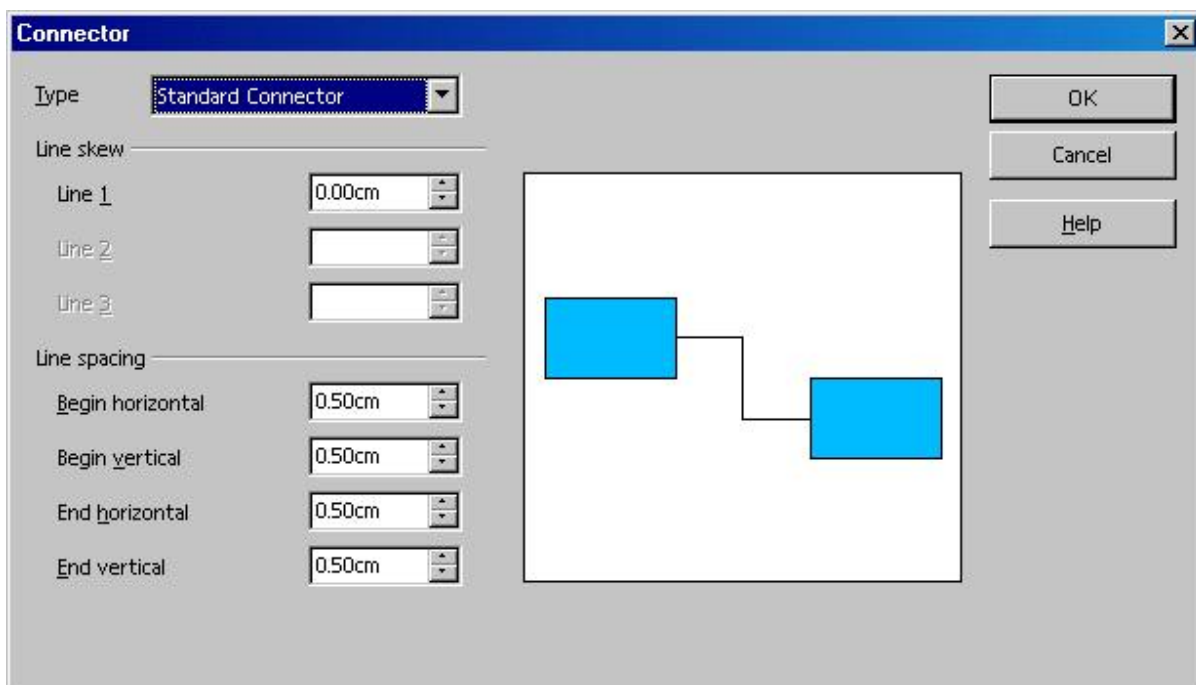 Connector
Type Standard Connector
OK
Line skew
Cancel
Line 1 0.00cm
Help
Line 2
Line 3
Line spacing
Begin horizontal 0.50cm
Begin vertical 0.50cm
End horizontal 0.50cm
End vertical 0.50cm